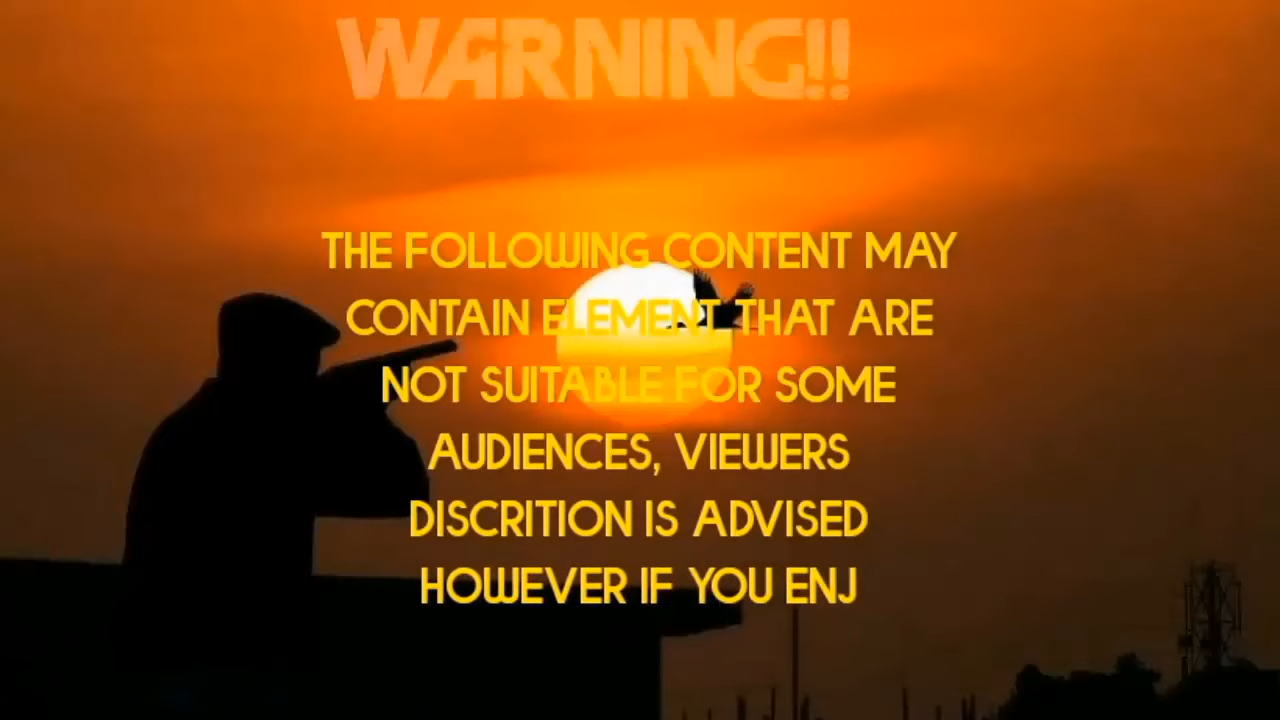 WARNING!!
THE FOLLOWING CONTENT MAY
CONTAIN ELEMENT THAT ARE
NOT SUITABLE FOR SOME
AUDIENCES, VIEWERS
DISCRITION IS ADVISED
HOWEVER IF YOU ENJ